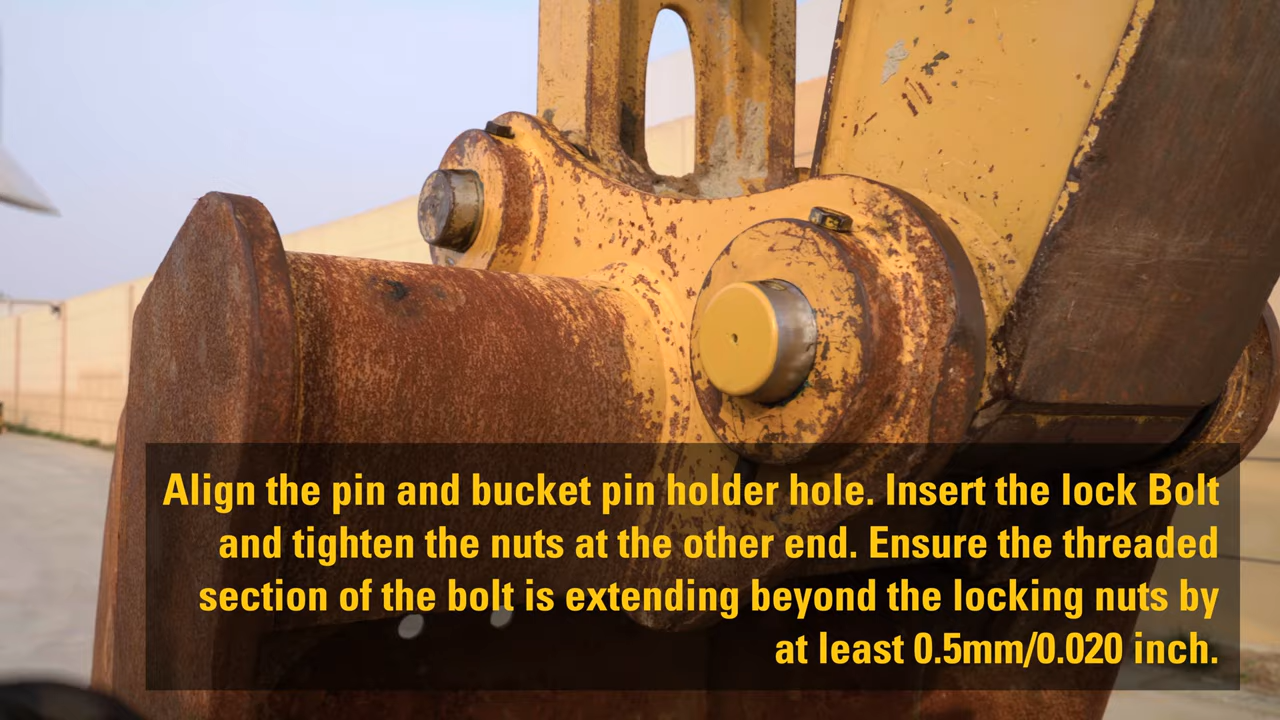 Align the pin and bucket pin holder hole. Insert the lock Bolt
and tighten the nuts at the other end. Ensure the threaded
section of the bolt is extending beyond the locking nuts by
at least 0.5mm/0.020 inch.